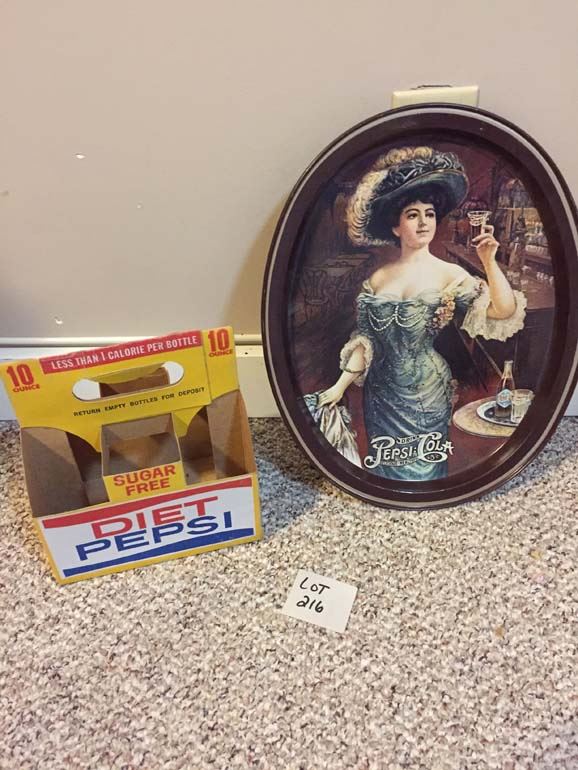 LESS THAN 1 CALORIE PER BOTTLE
10 OUNCE
10 OUNCE
RETURN EMPTY BOTTLES FOR DEPOSIT
SUGAR
FREE
DIET
PEPSI
DRINK
PEPSI:COLA
LOT
216